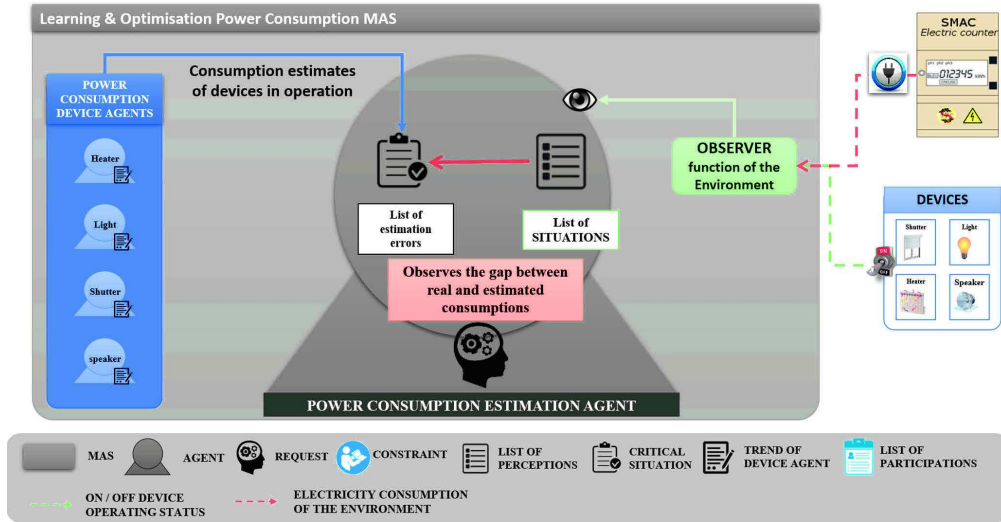 Learning & Optimisation Power Consumption MAS
POWER
CONSUMPTION
DEVICE AGENTS
Heater
Light
Shutter
speaker
Consumption estimates
of devices in operation
List of
estimation
errors
List of
SITUATIONS
Observes the gap between
real and estimated
consumptions
POWER CONSUMPTION ESTIMATION AGENT
OBSERVER
function of the
Environment
SMAC
Electric counter
012345
DEVICES
Shutter
Light
Heater
Speaker
ON
OFF
MAS
AGENT
REQUEST
CONSTRAINT
LIST OF
PERCEPTIONS
CRITICAL
SITUATION
TREND OF
DEVICE AGENT
LIST OF
PARTICIPATIONS
ON / OFF DEVICE
OPERATING STATUS
ELECTRICITY CONSUMPTION
OF THE ENVIRONMENT